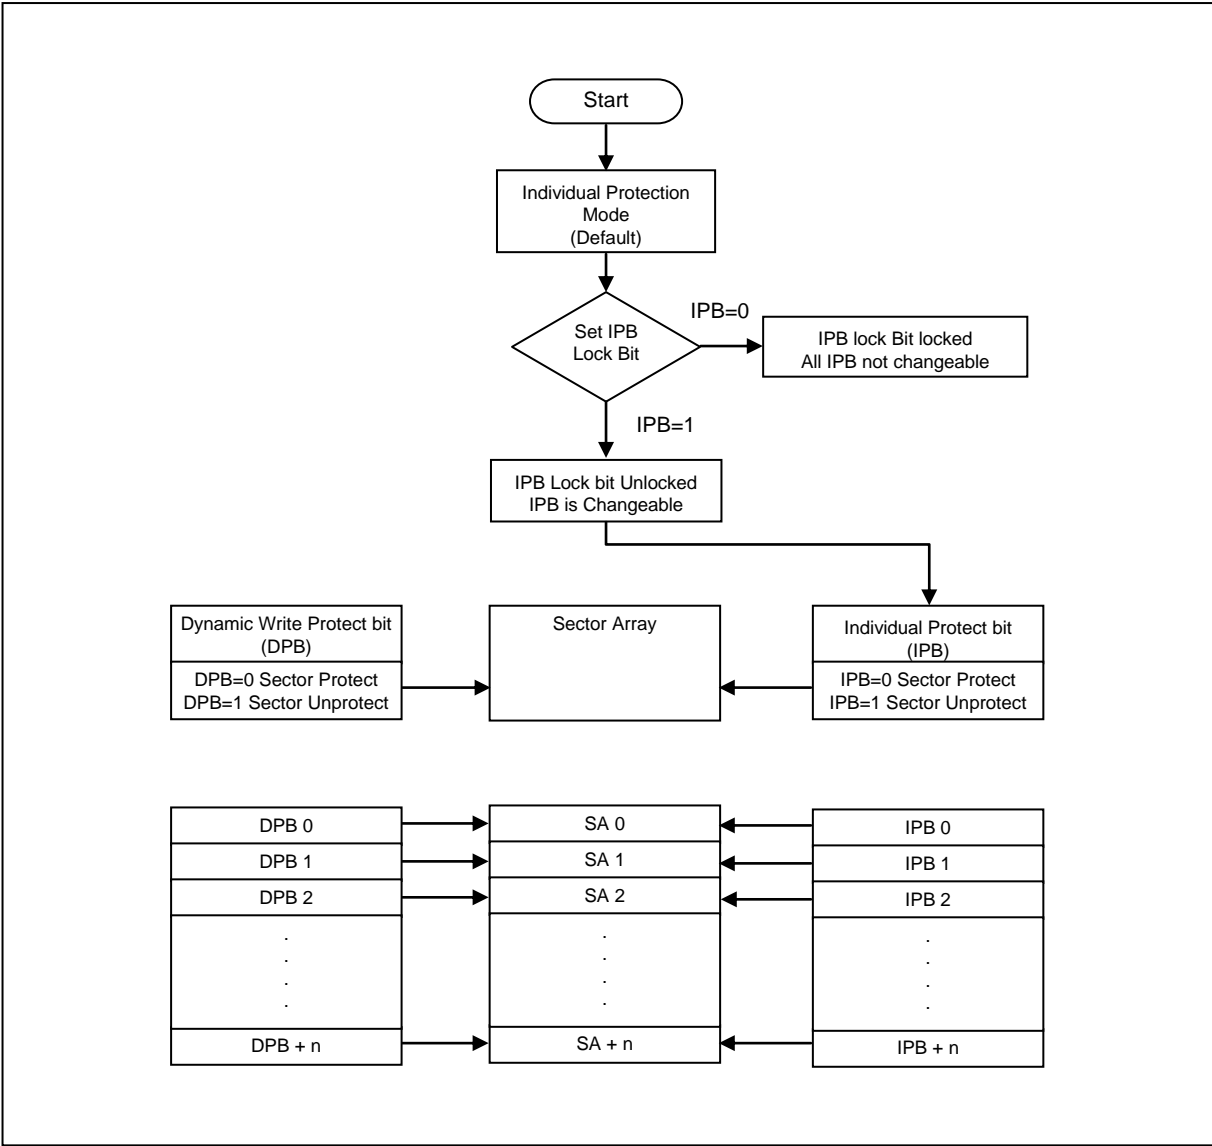 Start
Individual Protection
Mode
(Default)
IPB=0
Set IPB
Lock Bit
IPB lock Bit locked
All IPB not changeable
IPB=1
IPB Lock bit Unlocked
IPB is Changeable
Dynamic Write Protect bit
(DPB)
DPB=0 Sector Protect
DPB=1 Sector Unprotect
Sector Array
Individual Protect bit
(IPB)
IPB=0 Sector Protect
IPB=1 Sector Unprotect
DPB 0
SA 0
IPB 0
DPB 1
SA 1
IPB 1
DPB 2
SA 2
IPB 2
.
.
.
.
.
.
.
.
.
.
.
.
DPB + n
SA + n
IPB + n